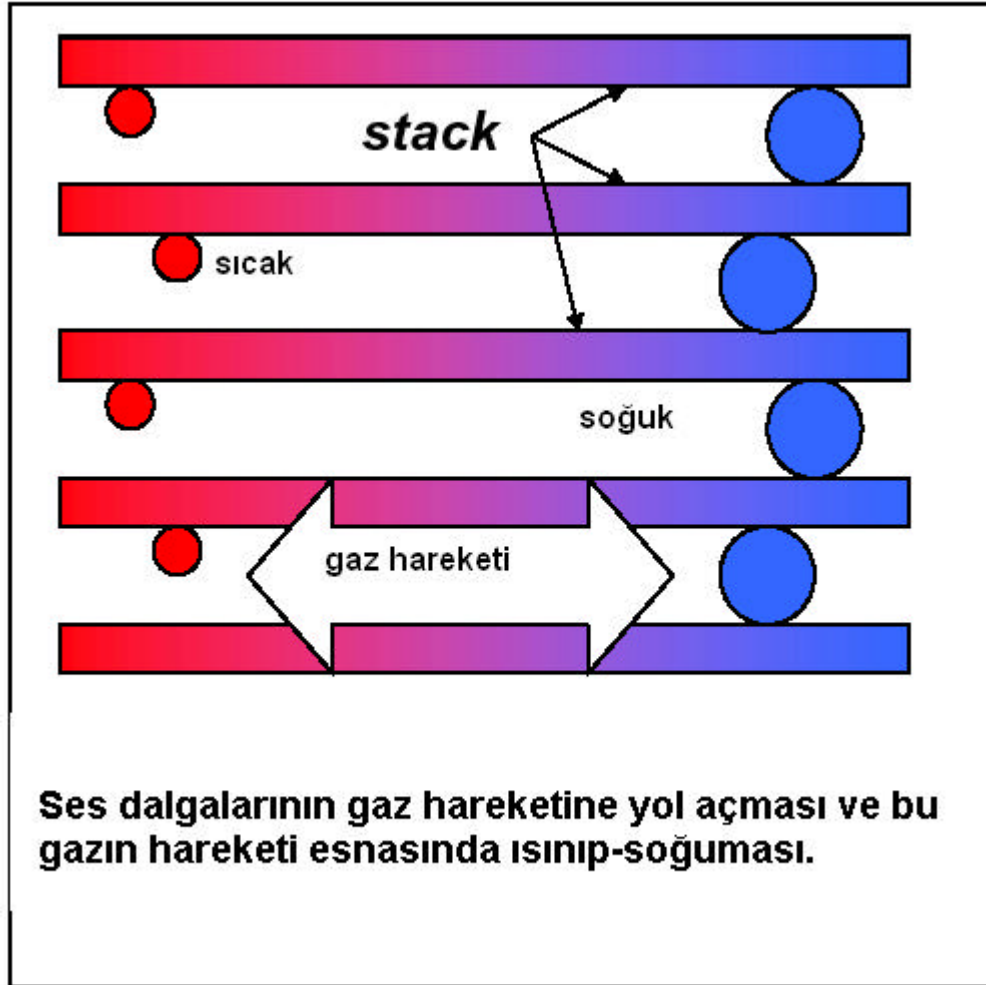 stack
sıcak
soğuk
gaz hareketi
Ses dalgalarının gaz hareketine yol açması ve bu
gazın hareketi esnasında ısınıp-soğuması.